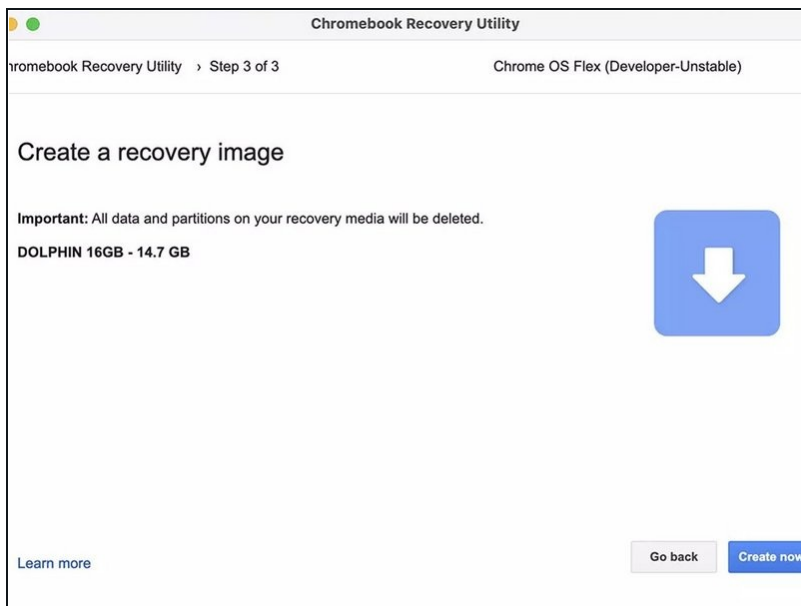 Chromebook Recovery Utility
hromebook Recovery Utility › Step 3 of 3
Chrome OS Flex (Developer-Unstable)
Create a recovery image
Important: All data and partitions on your recovery media will be deleted.
DOLPHIN 16GB - 14.7 GB
Learn more
Go back
Create now